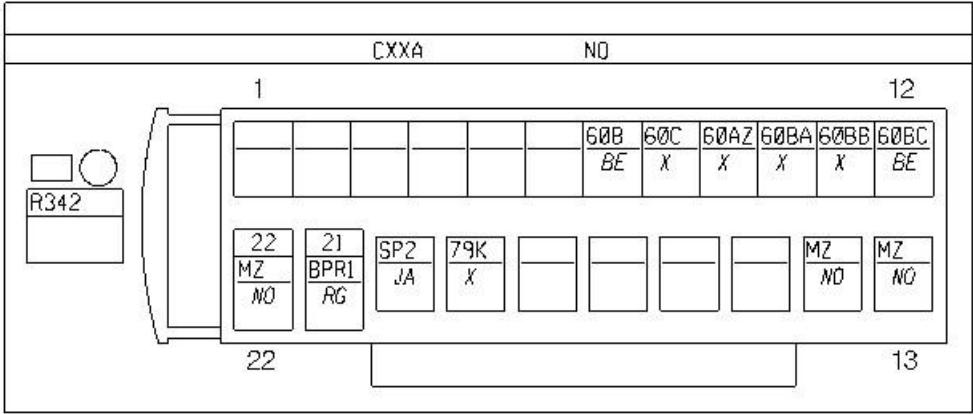 CXXA NO
1 12
60B 60C 60AZ 60BA 60BB 60BC
BE X X X X BE
R342
22 21
MZ BPR1 SP2 79K MZ MZ
NO RG JA X NO NO
22 13